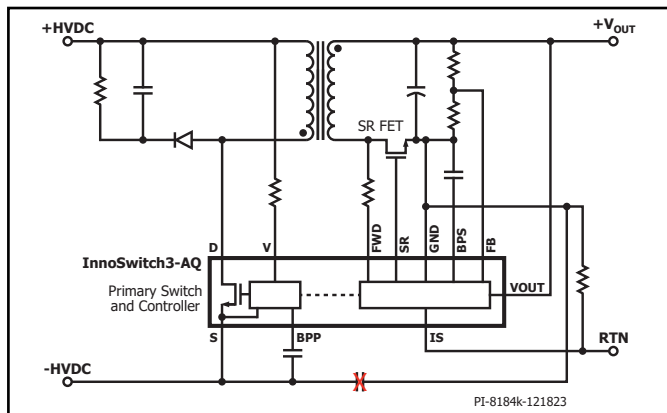 +HVDC
+VOUT
SR FET
D
V
FWD
SR
GND
BPS
FB
InnoSwitch3-AQ
VOUT
Primary Switch
and Controller
S
BPP
IS
RTN
-HVDC
PI-8184k-121823